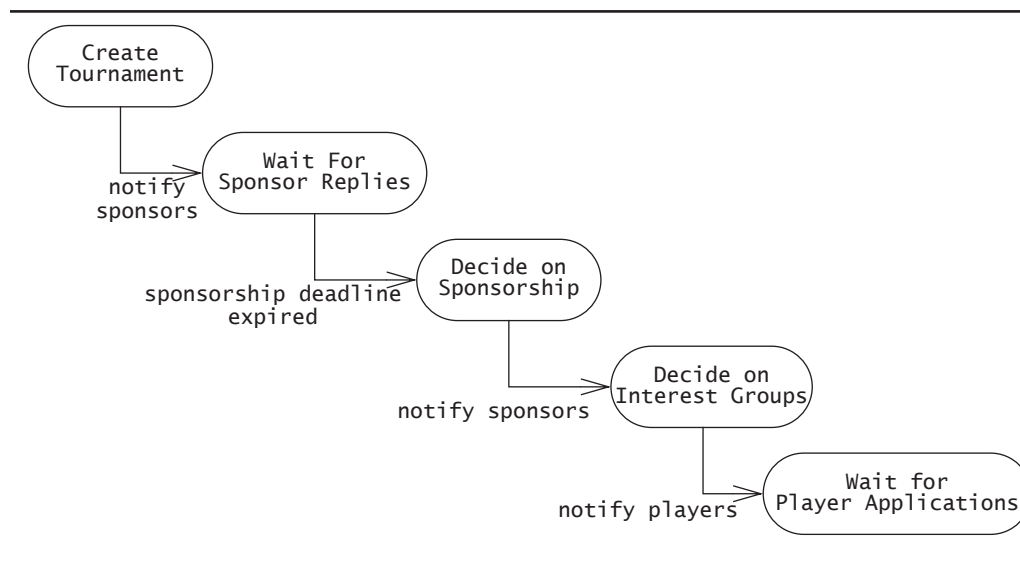 Create
Tournament
notify
sponsors
Wait For
Sponsor Replies
sponsorship deadline
expired
Decide on
Sponsorship
notify sponsors
Decide on
Interest Groups
notify players
Wait for
Player Applications